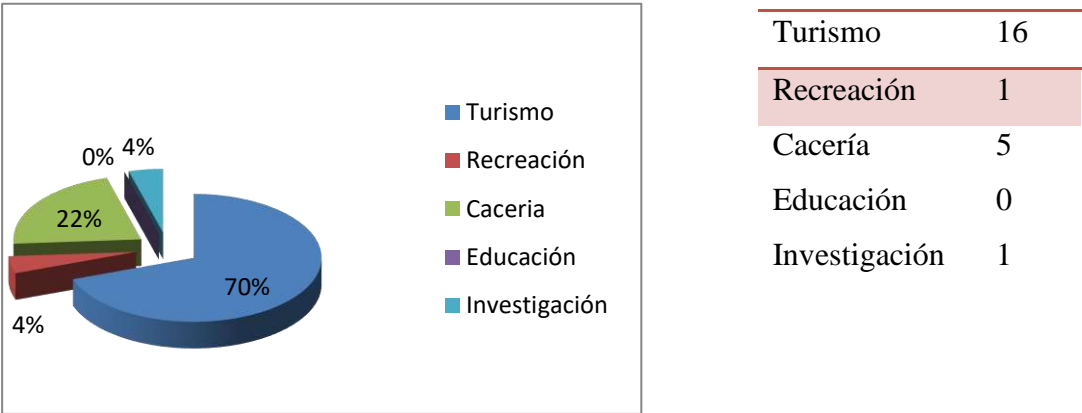 0%
4%
22%
70%
4%
Turismo
Recreación
Caceria
Educación
Investigación
Turismo 16
Recreación 1
Cacería 5
Educación 0
Investigación 1